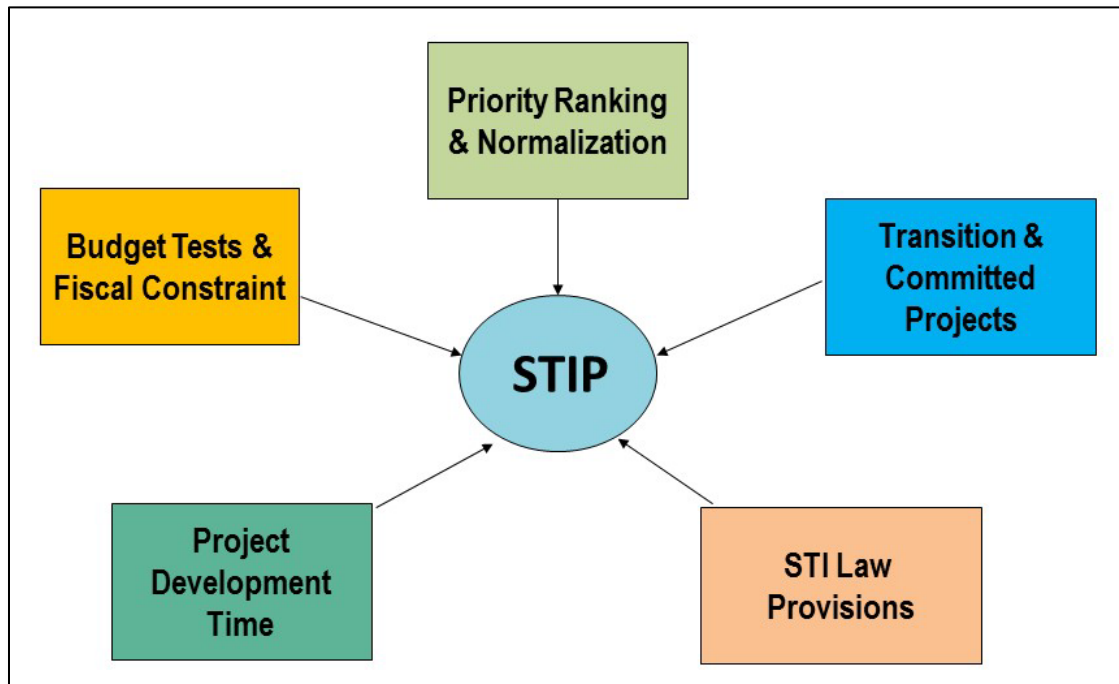 Priority Ranking
& Normalization
Budget Tests &
Fiscal Constraint
Transition &
Committed
Projects
STIP
Project
Development
Time
STI Law
Provisions